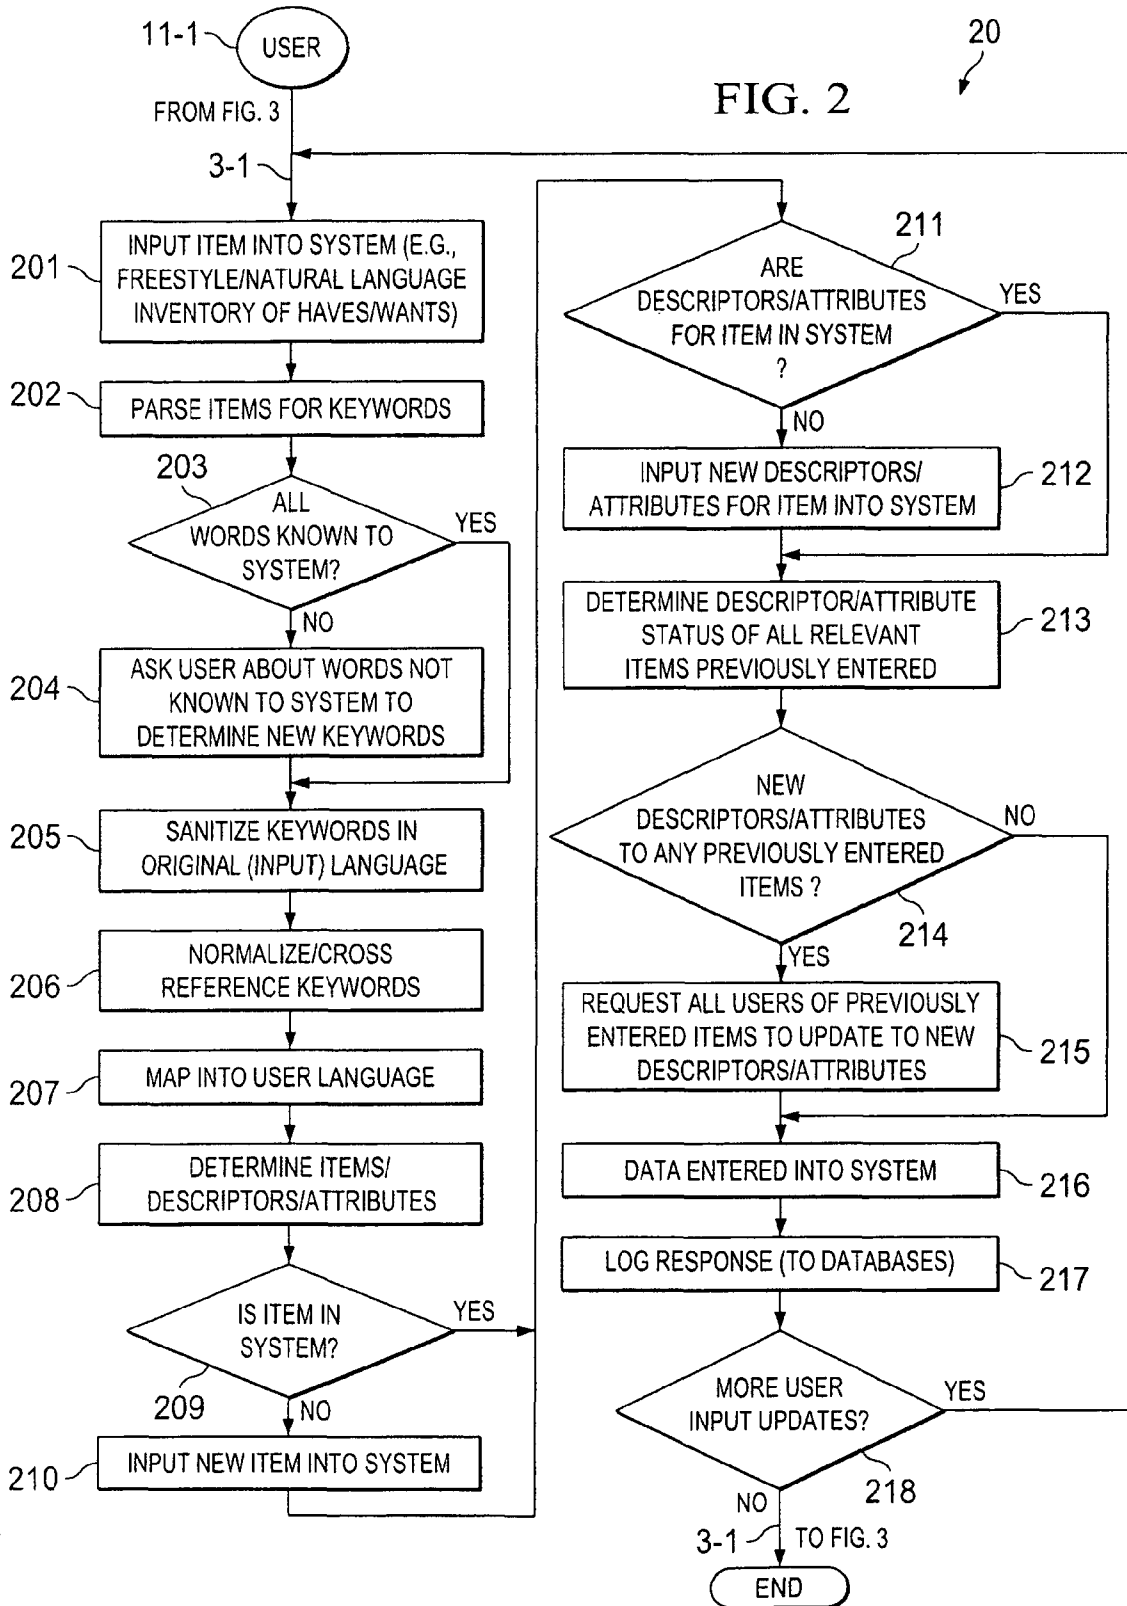 11-1
USER
FROM FIG. 3
3-1
FIG. 2
20
201
INPUT ITEM INTO SYSTEM (E.G.,
FREESTYLE/NATURAL LANGUAGE
INVENTORY OF HAVES/WANTS)
202
PARSE ITEMS FOR KEYWORDS
203
ALL
WORDS KNOWN TO
SYSTEM?
YES
NO
204
ASK USER ABOUT WORDS NOT
KNOWN TO SYSTEM TO
DETERMINE NEW KEYWORDS
205
SANITIZE KEYWORDS IN
ORIGINAL (INPUT) LANGUAGE
206
NORMALIZE/CROSS
REFERENCE KEYWORDS
207
MAP INTO USER LANGUAGE
208
DETERMINE ITEMS/
DESCRIPTORS/ATTRIBUTES
IS ITEM IN
SYSTEM?
YES
209
NO
210
INPUT NEW ITEM INTO SYSTEM
211
ARE
DESCRIPTORS/ATTRIBUTES
FOR ITEM IN SYSTEM
?
YES
NO
INPUT NEW DESCRIPTORS/
ATTRIBUTES FOR ITEM INTO SYSTEM
212
DETERMINE DESCRIPTOR/ATTRIBUTE
STATUS OF ALL RELEVANT
ITEMS PREVIOUSLY ENTERED
213
NEW
DESCRIPTORS/ATTRIBUTES
TO ANY PREVIOUSLY ENTERED
ITEMS ?
NO
214
YES
REQUEST ALL USERS OF PREVIOUSLY
ENTERED ITEMS TO UPDATE TO NEW
DESCRIPTORS/ATTRIBUTES
215
DATA ENTERED INTO SYSTEM
216
LOG RESPONSE (TO DATABASES)
217
MORE USER
INPUT UPDATES?
YES
218
NO
3-1
TO FIG. 3
END